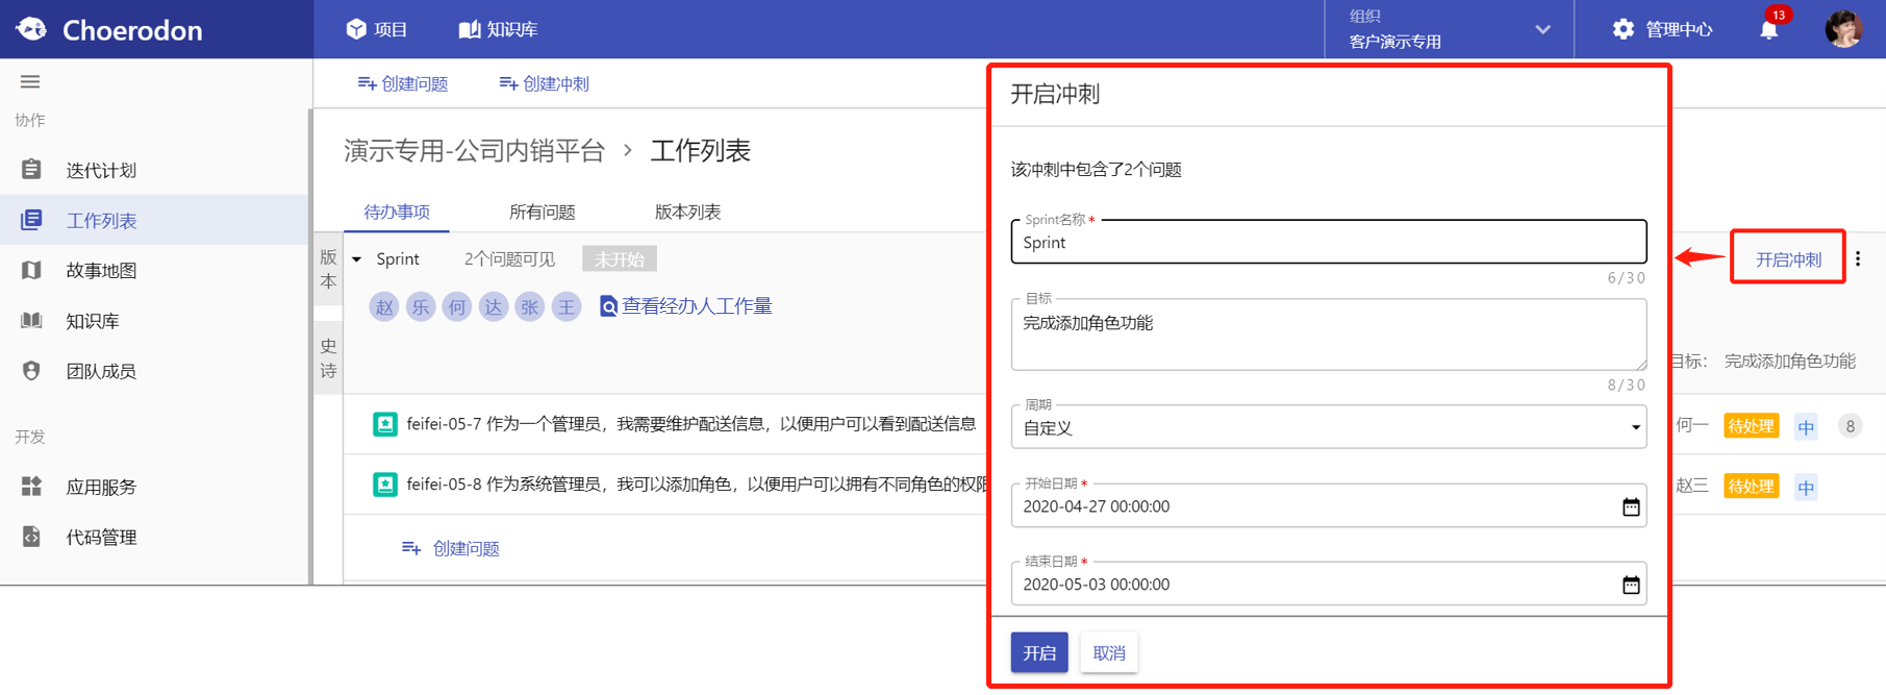 Choerodon
项目
知识库
组织
客户演示专用
管理中心
13
创建问题
创建冲刺
协作
迭代计划
工作列表
故事地图
知识库
团队成员
开发
应用服务
代码管理
演示专用-公司内销平台 › 工作列表
待办事项
所有问题
版本列表
版本
史诗
Sprint
2个问题可见
未开始
赵 乐 何 达 张 王
查看经办人工作量
feifei-05-7 作为一个管理员，我需要维护配送信息，以便用户可以看到配送信息
feifei-05-8 作为系统管理员，我可以添加角色，以便用户可以拥有不同角色的权限
创建问题
开启冲刺
该冲刺中包含了2个问题
Sprint名称 *
Sprint
6/30
目标
完成添加角色功能
8/30
周期
自定义
开始日期 *
2020-04-27 00:00:00
结束日期 *
2020-05-03 00:00:00
开启
取消
开启冲刺
目标： 完成添加角色功能
何一 待处理 中 8
赵三 待处理 中